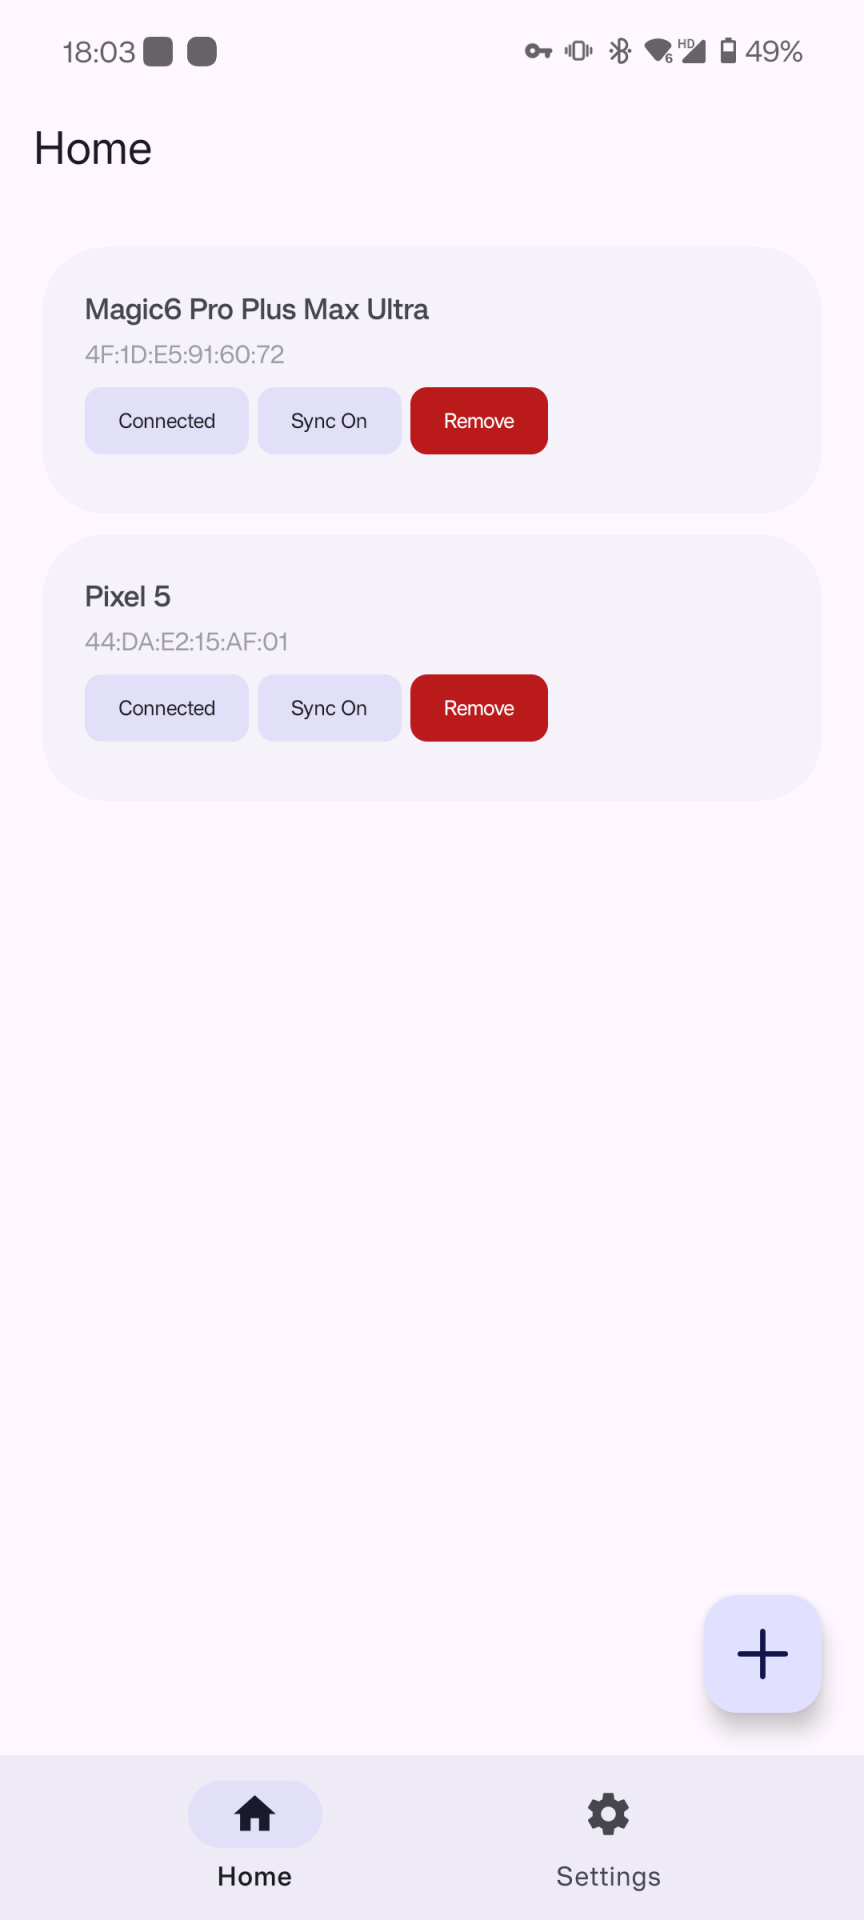 18:03 6 HD 49%
Home
Magic6 Pro Plus Max Ultra
4F:1D:E5:91:60:72
Connected Sync On Remove
Pixel 5
44:DA:E2:15:AF:01
Connected Sync On Remove
Home Settings